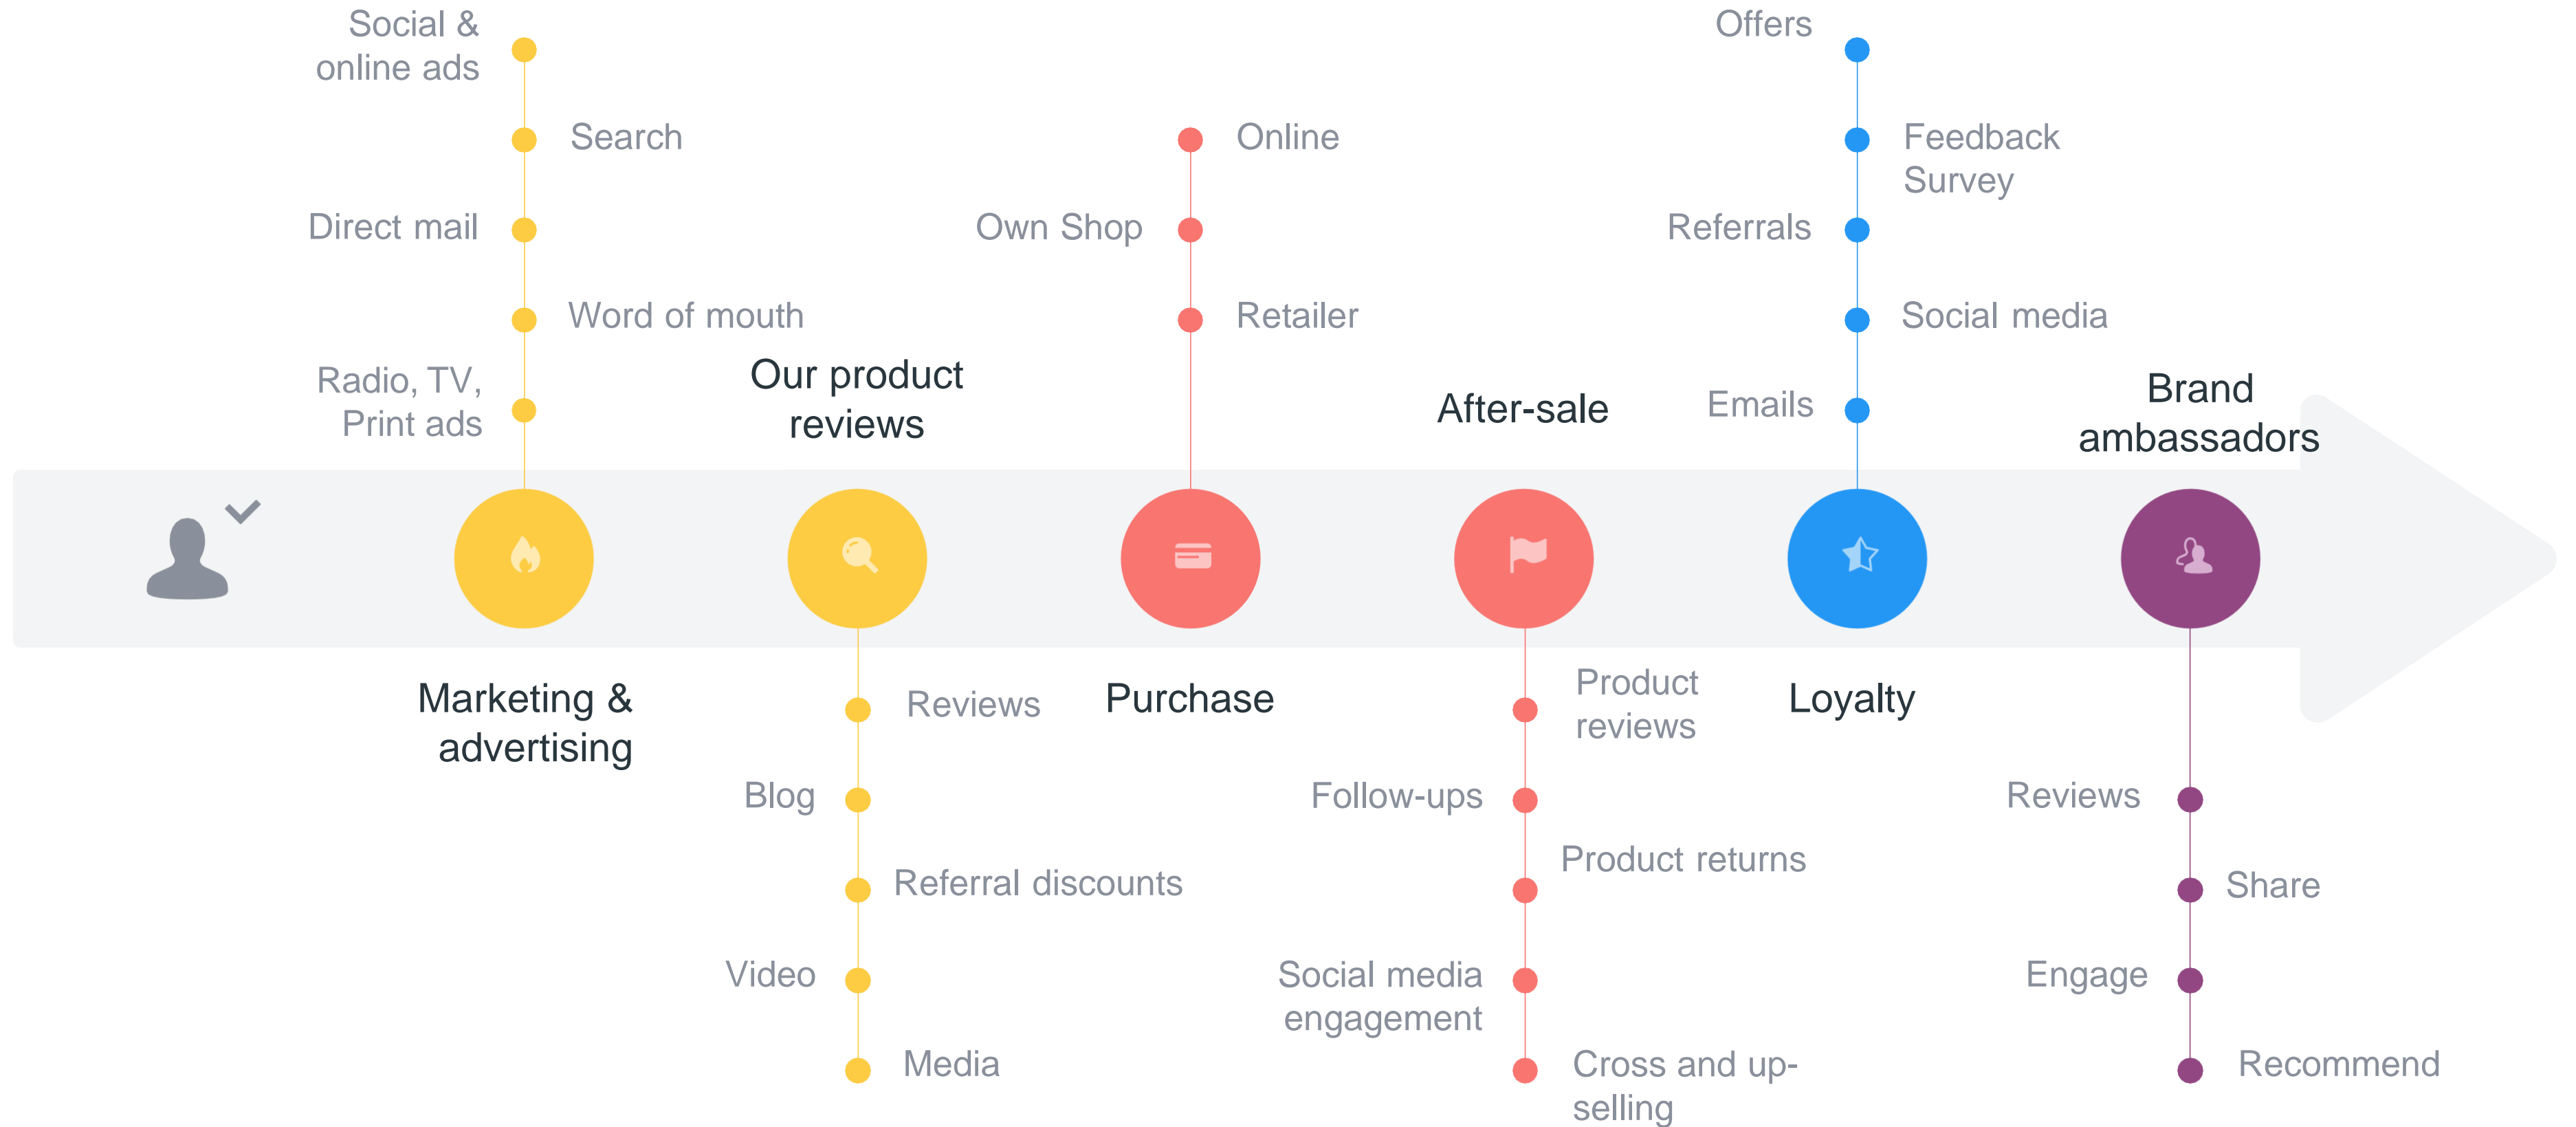 Social &
online ads
Search
Direct mail
Word of mouth
Radio, TV,
Print ads
Marketing &
advertising
Our product
reviews
Reviews
Blog
Referral discounts
Video
Media
Online
Own Shop
Retailer
Purchase
After-sale
Product
reviews
Follow-ups
Product returns
Social media
engagement
Cross and up-
selling
Offers
Feedback
Survey
Referrals
Social media
Emails
Loyalty
Brand
ambassadors
Reviews
Share
Engage
Recommend